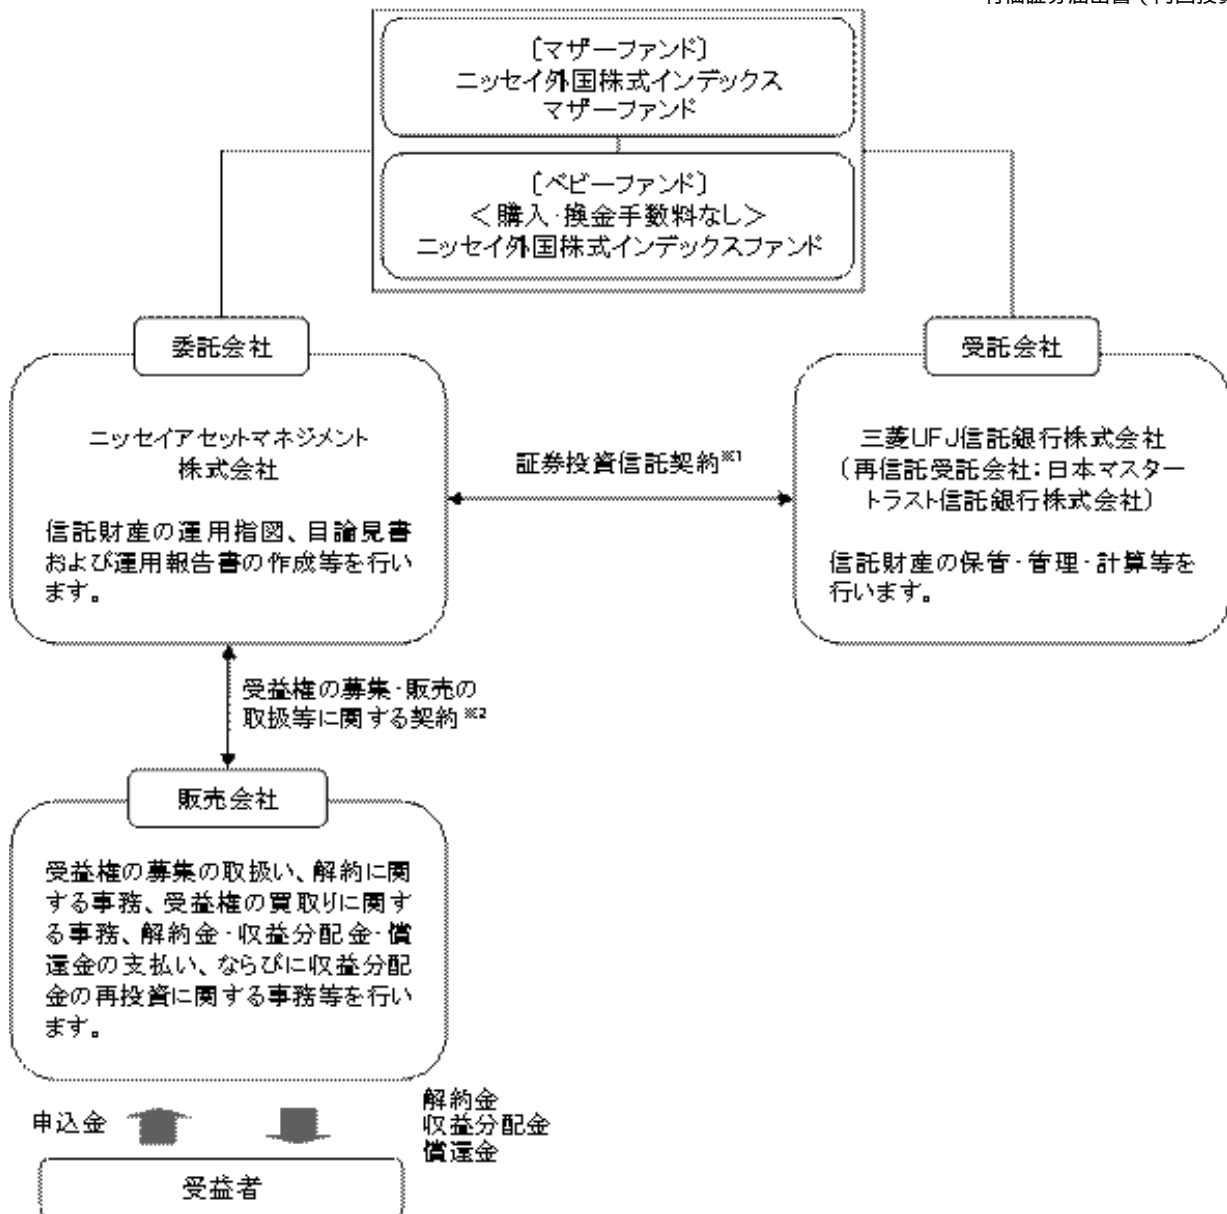 有価証券届出書(内国投資
〔マザーファンド〕
ニッセイ外国株式インデックス
マザーファンド
〔ベビーファンド〕
<購入・換金手数料なし>
ニッセイ外国株式インデックスファンド
委託会社
受託会社
ニッセイアセットマネジメント
株式会社
信託財産の運用指図、目論見書
および運用報告書の作成等を行い
ます。
証券投資信託契約※1
三菱UFJ信託銀行株式会社
(再信託受託会社:日本マスター
トラスト信託銀行株式会社)
信託財産の保管・管理・計算等を
行います。
受益権の募集・販売の
取扱等に関する契約※2
販売会社
受益権の募集の取扱い、解約に関
する事務、受益権の買取りに関す
る事務、解約金・収益分配金・償
還金の支払い、ならびに収益分配
金の再投資に関する事務等を行い
ます。
申込金
解約金
収益分配金
償還金
受益者